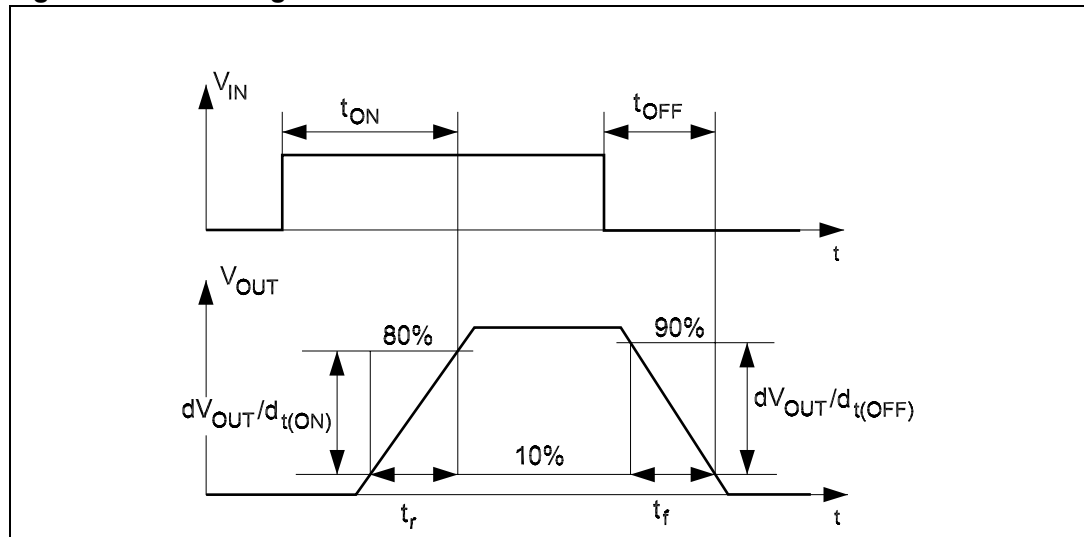 V_IN
t_ON
t_OFF
t
V_OUT
80%
90%
dV_OUT/d_t(ON)
dV_OUT/d_t(OFF)
10%
t_r
t_f
t